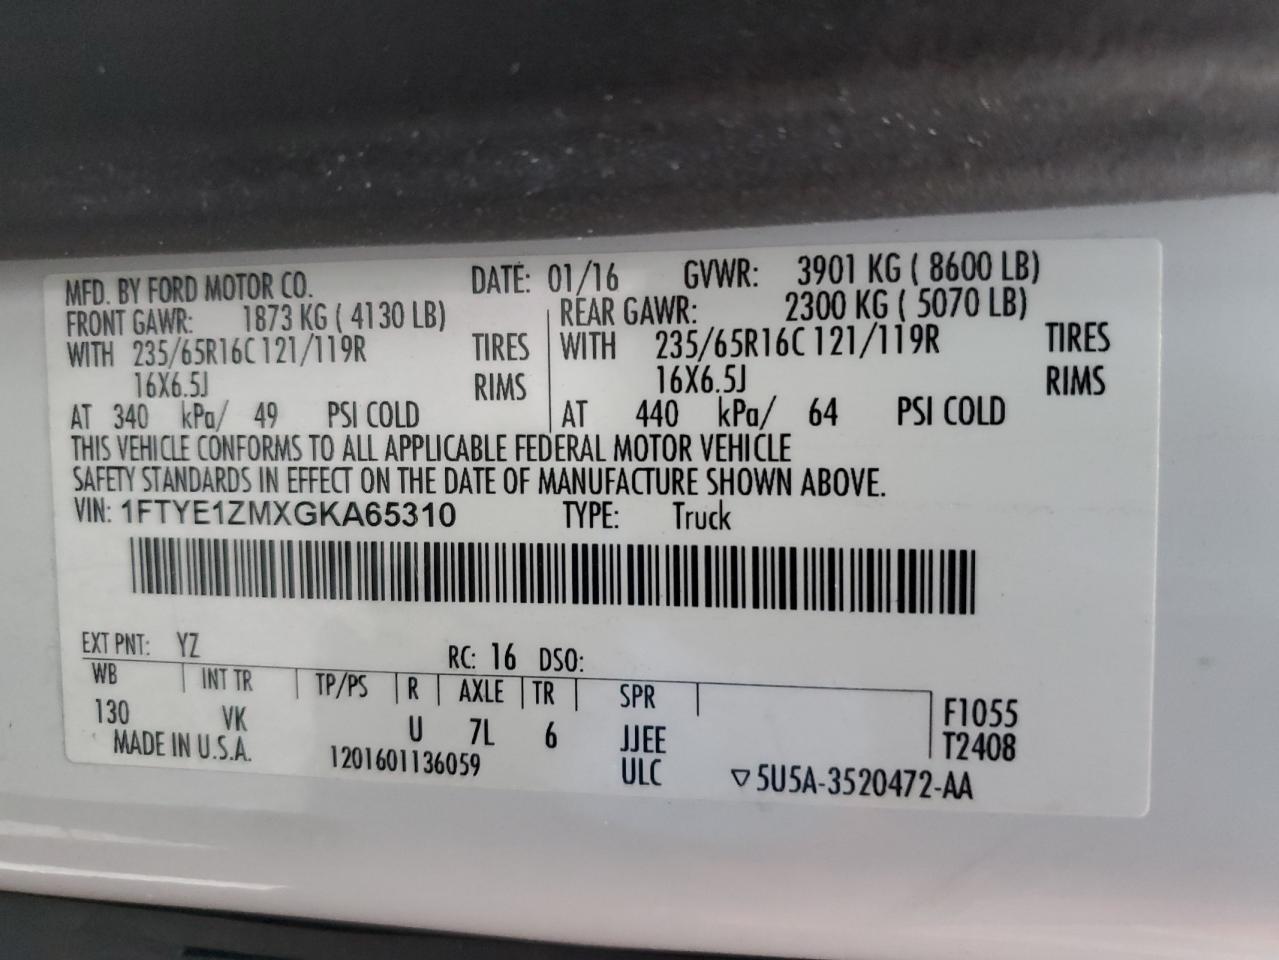 MFD. BY FORD MOTOR CO. DATE: 01/16 GVWR: 3901 KG ( 8600 LB)
FRONT GAWR: 1873 KG ( 4130 LB) REAR GAWR: 2300 KG ( 5070 LB)
WITH 235/65R16C 121/119R TIRES WITH 235/65R16C 121/119R TIRES
16X6.5J RIMS 16X6.5J RIMS
AT 340 kPa/ 49 PSI COLD AT 440 kPa/ 64 PSI COLD
THIS VEHICLE CONFORMS TO ALL APPLICABLE FEDERAL MOTOR VEHICLE
SAFETY STANDARDS IN EFFECT ON THE DATE OF MANUFACTURE SHOWN ABOVE.
VIN: 1FTYE1ZMXGKA65310 TYPE: Truck
EXT PNT: YZ RC: 16 DSO:
WB INT TR TP/PS R AXLE TR SPR F1055
130 VK U 7L 6 JJEE T2408
MADE IN U.S.A. 1201601136059 ULC ▽5U5A-3520472-AA